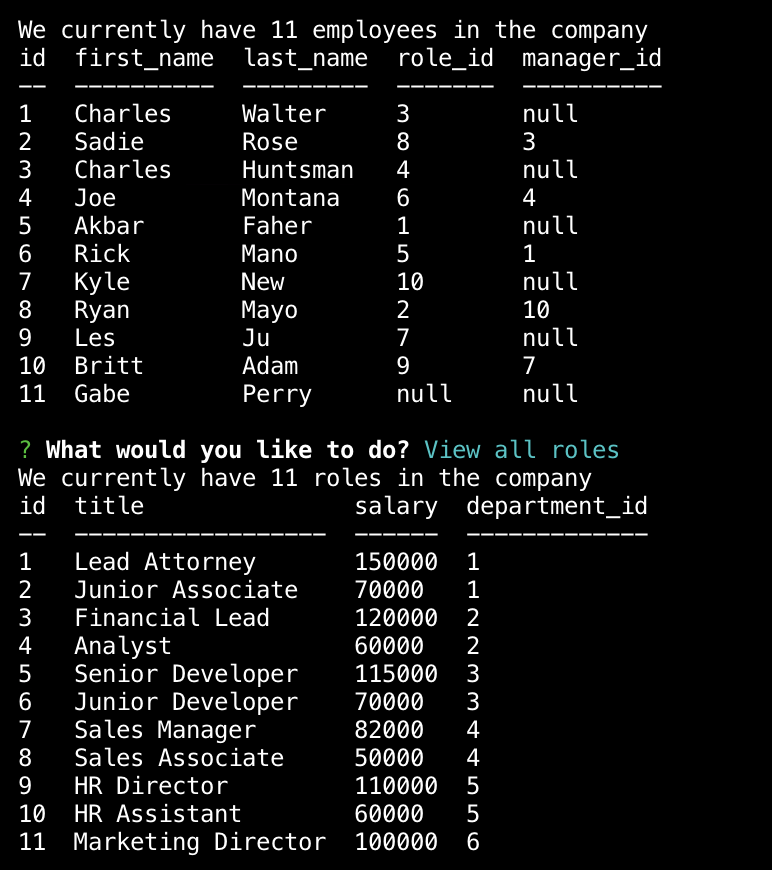 We currently have 11 employees in the company
id  first_name  last_name  role_id  manager_id
--  ----------  ---------  -------  ----------
1   Charles     Walter     3        null
2   Sadie       Rose       8        3
3   Charles     Huntsman   4        null
4   Joe         Montana    6        4
5   Akbar       Faher      1        null
6   Rick        Mano       5        1
7   Kyle        New        10       null
8   Ryan        Mayo       2        10
9   Les         Ju         7        null
10  Britt       Adam       9        7
11  Gabe        Perry      null     null
? What would you like to do? View all roles
We currently have 11 roles in the company
id  title               salary  department_id
--  ------------------  ------  -------------
1   Lead Attorney       150000  1
2   Junior Associate    70000   1
3   Financial Lead      120000  2
4   Analyst             60000   2
5   Senior Developer    115000  3
6   Junior Developer    70000   3
7   Sales Manager       82000   4
8   Sales Associate     50000   4
9   HR Director         110000  5
10  HR Assistant        60000   5
11  Marketing Director  100000  6